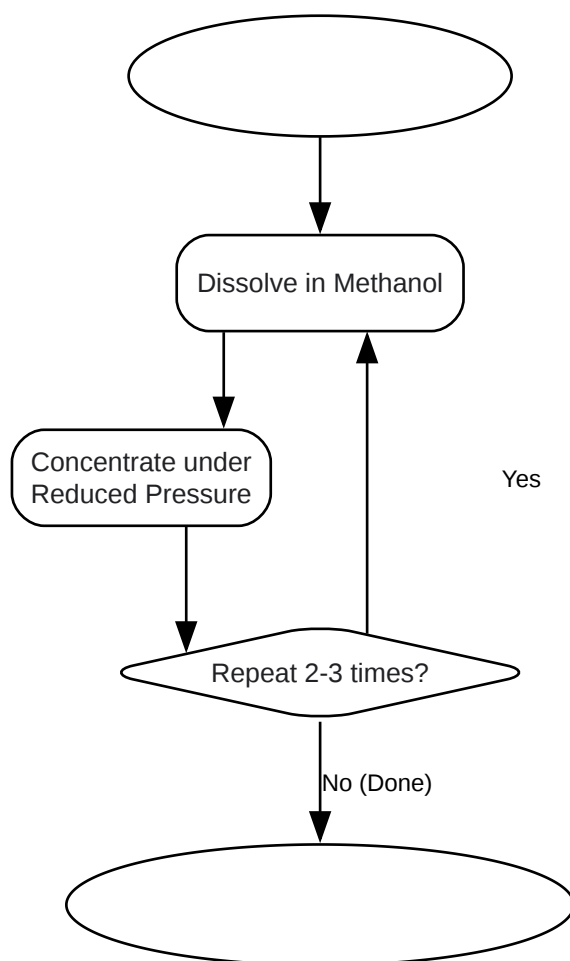 Dissolve in Methanol
Concentrate under
Reduced Pressure
Yes
Repeat 2-3 times?
No (Done)